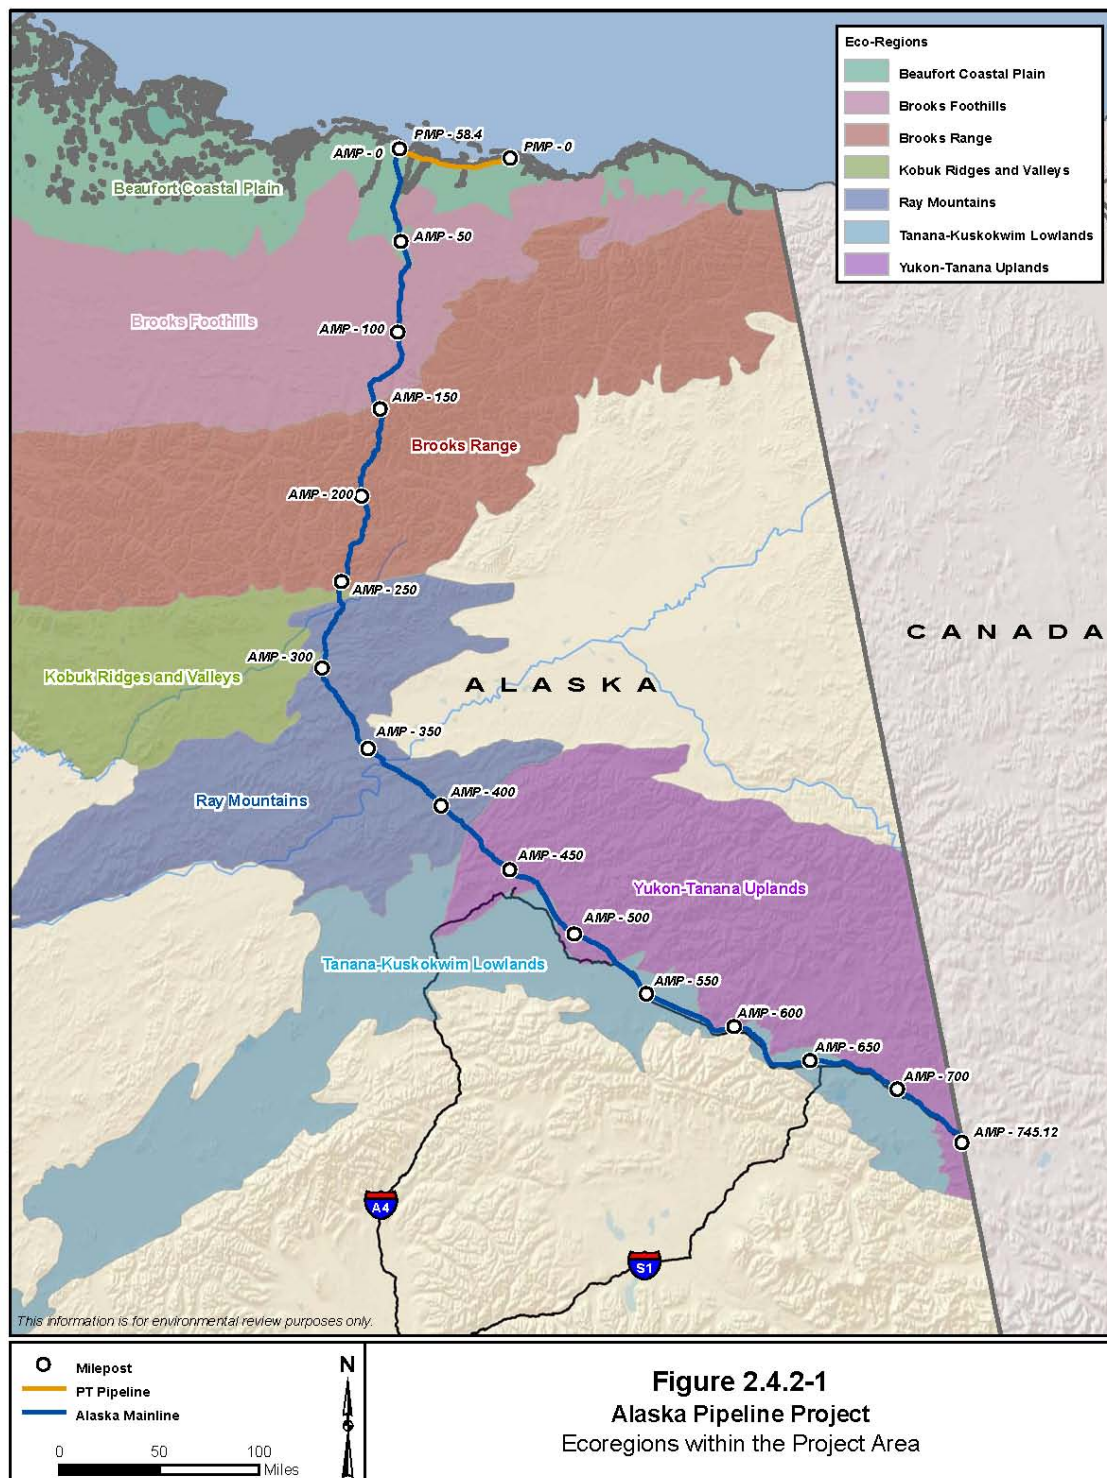 Eco-Regions
Beaufort Coastal Plain
Brooks Foothills
Brooks Range
Kobuk Ridges and Valleys
Ray Mountains
Tanana-Kuskokwim Lowlands
Yukon-Tanana Uplands
PMP - 58.4
AMP - 0
PMP - 0
Beaufort Coastal Plain
AMP - 50
Brooks Foothills
AMP - 100
AMP - 150
Brooks Range
AMP - 200
AMP - 250
CANADA
AMP - 300
Kobuk Ridges and Valleys
ALASKA
AMP - 350
Ray Mountains
AMP - 400
AMP - 450
Yukon-Tanana Uplands
AMP - 500
Tanana-Kuskokwim Lowlands
AMP - 550
AMP - 600
AMP - 650
AMP - 700
AMP - 745.12
A4
S1
This information is for environmental review purposes only.
Milepost
PT Pipeline
Alaska Mainline
0 50 100
Miles
N
Figure 2.4.2-1
Alaska Pipeline Project
Ecoregions within the Project Area